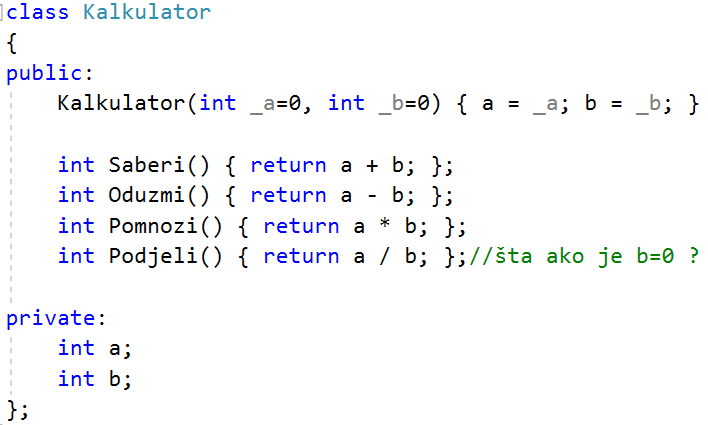 class Kalkulator
{
public:
    Kalkulator(int _a=0, int _b=0) { a = _a; b = _b; }
    int Saberi() { return a + b; };
    int Oduzmi() { return a - b; };
    int Pomnozi() { return a * b; };
    int Podjeli() { return a / b; };//šta ako je b=0 ?
private:
    int a;
    int b;
};